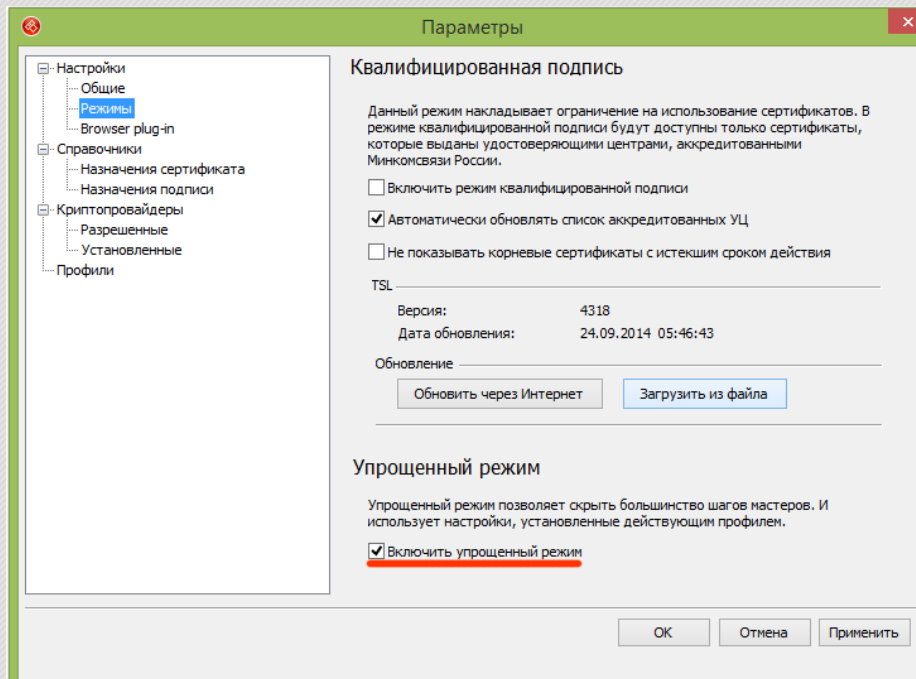 Параметры
Настройки
Общие
Режимы
Browser plug-in
Справочники
Назначения сертификата
Назначения подписи
Криптопровайдеры
Разрешенные
Установленные
Профили
Квалифицированная подпись
Данный режим накладывает ограничение на использование сертификатов. В
режиме квалифицированной подписи будут доступны только сертификаты,
которые выданы удостоверяющими центрами, аккредитованными
Минкомсвязи России.
Включить режим квалифицированной подписи
Автоматически обновлять список аккредитованных УЦ
Не показывать корневые сертификаты с истекшим сроком действия
TSL
Версия: 4318
Дата обновления: 24.09.2014 05:46:43
Обновление
Обновить через Интернет Загрузить из файла
Упрощенный режим
Упрощенный режим позволяет скрыть большинство шагов мастеров. И
использует настройки, установленные действующим профилем.
Включить упрощенный режим
ОК Отмена Применить